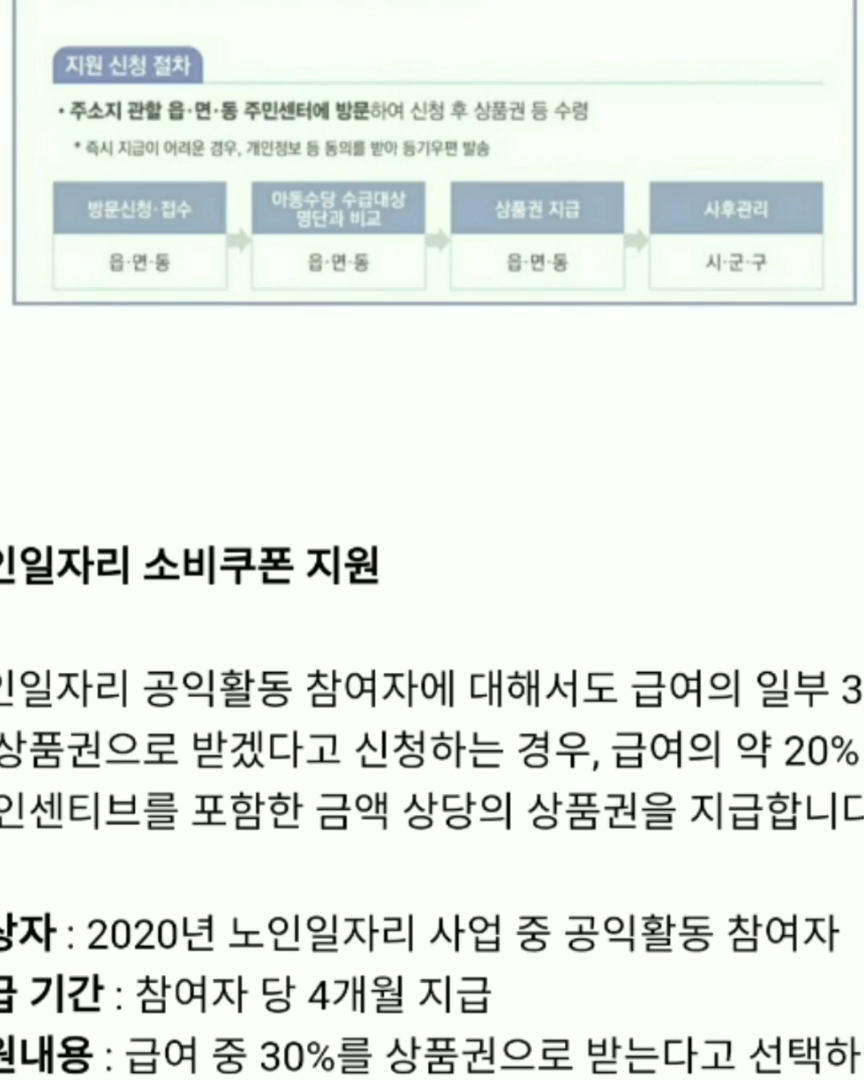 지원 신청 절차
• 주소지 관할 읍·면·동 주민센터에 방문하여 신청 후 상품권 등 수령
* 즉시 지급이 어려운 경우, 개인정보 등 동의를 받아 등기우편 발송
방문신청·접수
읍·면·동
아동수당 수급대상
명단과 비교
읍·면·동
상품권 지급
읍·면·동
사후관리
시·군·구
인일자리 소비쿠폰 지원
인일자리 공익활동 참여자에 대해서도 급여의 일부 3
상품권으로 받겠다고 신청하는 경우, 급여의 약 20%
인센티브를 포함한 금액 상당의 상품권을 지급합니다
상자 : 2020년 노인일자리 사업 중 공익활동 참여자
급 기간 : 참여자 당 4개월 지급
원내용 : 급여 중 30%를 상품권으로 받는다고 선택하